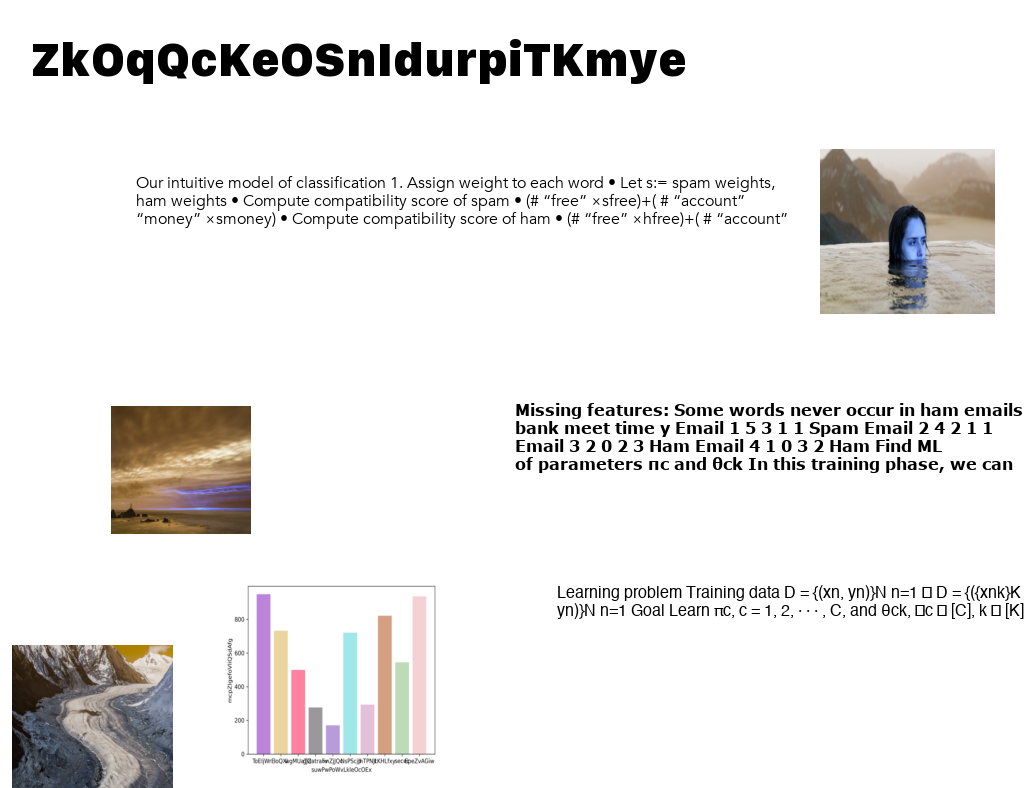 ZkOqQcKeOSnIdurpiTKmye
Our intuitive model of classification 1. Assign weight to each word • Let s:= spam weights,
ham weights • Compute compatibility score of spam • (# “free” ×sfree)+( # “account”
“money” ×smoney) • Compute compatibility score of ham • (# “free” ×hfree)+( # “account”
Missing features: Some words never occur in ham emails
bank meet time y Email 1 5 3 1 1 Spam Email 2 4 2 1 1
Email 3 2 0 2 3 Ham Email 4 1 0 3 2 Ham Find ML
of parameters πc and θck In this training phase, we can
Learning problem Training data D = {(xn, yn)}N n=1 □ D = {({xnk}K
yn)}N n=1 Goal Learn πc, c = 1, 2, · · · , C, and θck, □c □ [C], k □ [K]
800
600
400
200
0